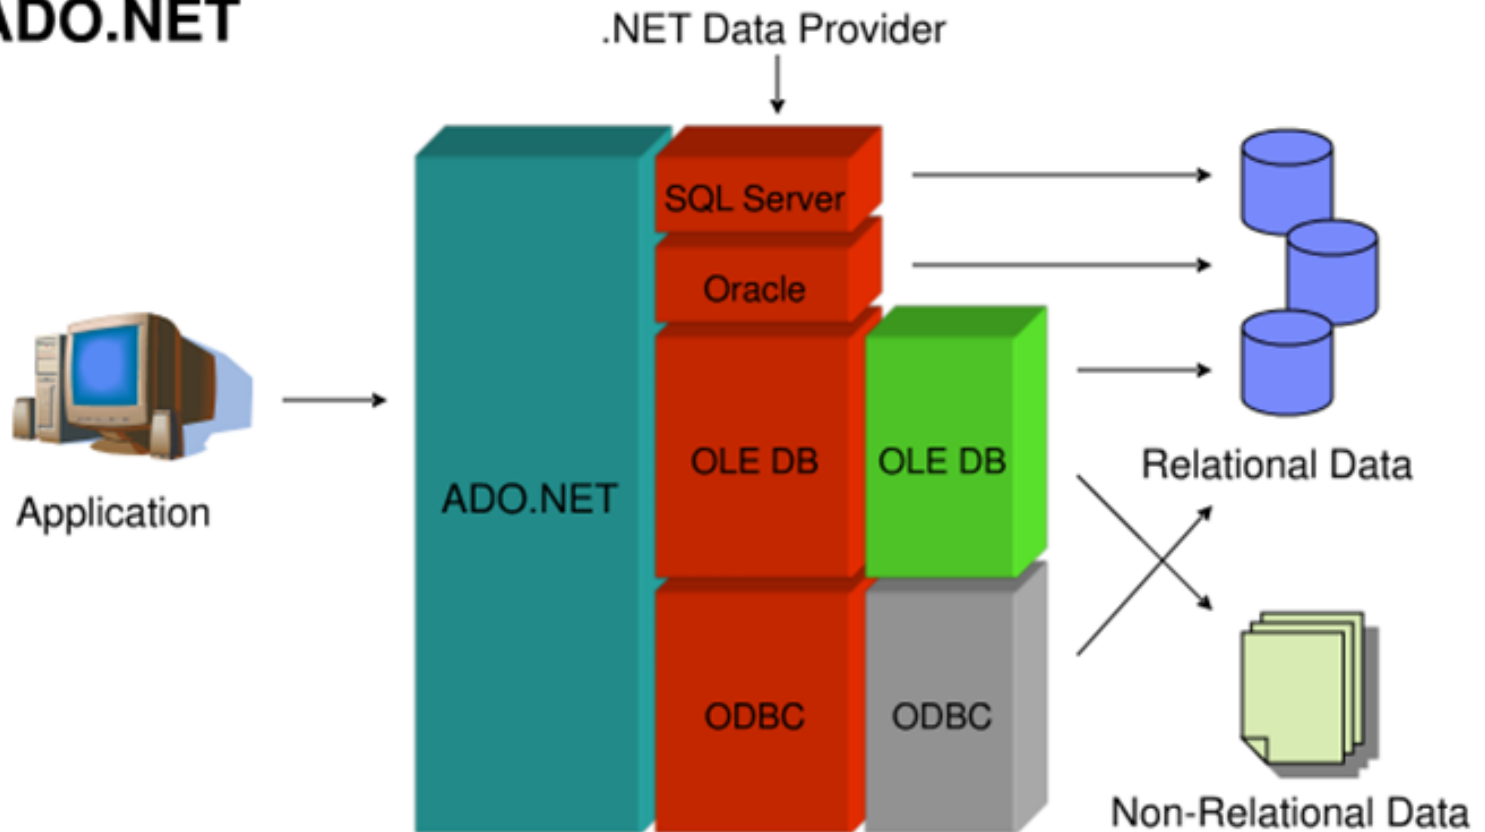 ADO.NET
.NET Data Provider
SQL Server
Oracle
OLE DB
OLE DB
Relational Data
ADO.NET
Application
ODBC
ODBC
Non-Relational Data